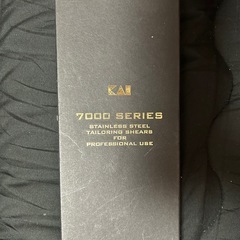 KAI
7000 SERIES
STAINLESS STEEL
TAILORING SHEARS
FOR
PROFESSIONAL USE